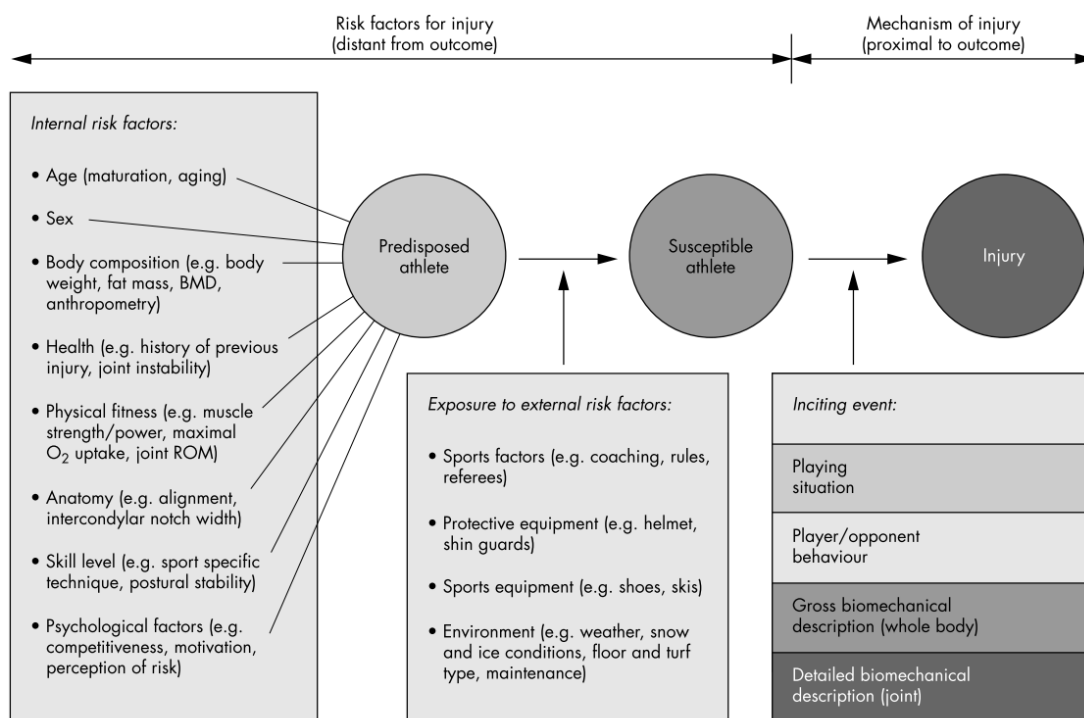 Risk factors for injury
(distant from outcome)
Mechanism of injury
(proximal to outcome)
Internal risk factors:
• Age (maturation, aging)
• Sex
• Body composition (e.g. body
weight, fat mass, BMD,
anthropometry)
• Health (e.g. history of previous
injury, joint instability)
• Physical fitness (e.g. muscle
strength/power, maximal
O₂ uptake, joint ROM)
• Anatomy (e.g. alignment,
intercondylar notch width)
• Skill level (e.g. sport specific
technique, postural stability)
• Psychological factors (e.g.
competitiveness, motivation,
perception of risk)
Predisposed
athlete
Susceptible
athlete
Injury
Exposure to external risk factors:
• Sports factors (e.g. coaching, rules,
referees)
• Protective equipment (e.g. helmet,
shin guards)
• Sports equipment (e.g. shoes, skis)
• Environment (e.g. weather, snow
and ice conditions, floor and turf
type, maintenance)
Inciting event:
Playing
situation
Player/opponent
behaviour
Gross biomechanical
description (whole body)
Detailed biomechanical
description (joint)